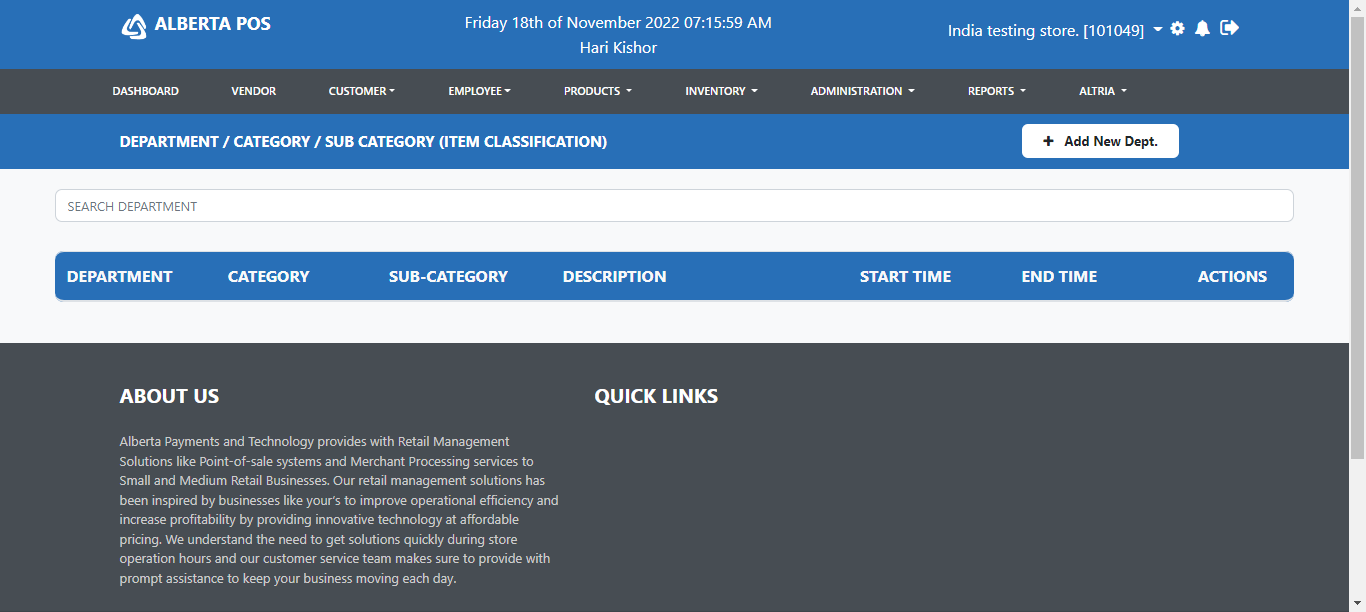 ALBERTA POS
Friday 18th of November 2022 07:15:59 AM
Hari Kishor
India testing store. [101049]
DASHBOARD VENDOR CUSTOMER EMPLOYEE PRODUCTS INVENTORY ADMINISTRATION REPORTS ALTRIA
DEPARTMENT / CATEGORY / SUB CATEGORY (ITEM CLASSIFICATION)
+ Add New Dept.
SEARCH DEPARTMENT
DEPARTMENT CATEGORY SUB-CATEGORY DESCRIPTION START TIME END TIME ACTIONS
ABOUT US
Alberta Payments and Technology provides with Retail Management
Solutions like Point-of-sale systems and Merchant Processing services to
Small and Medium Retail Businesses. Our retail management solutions has
been inspired by businesses like your's to improve operational efficiency and
increase profitability by providing innovative technology at affordable
pricing. We understand the need to get solutions quickly during store
operation hours and our customer service team makes sure to provide with
prompt assistance to keep your business moving each day.
QUICK LINKS